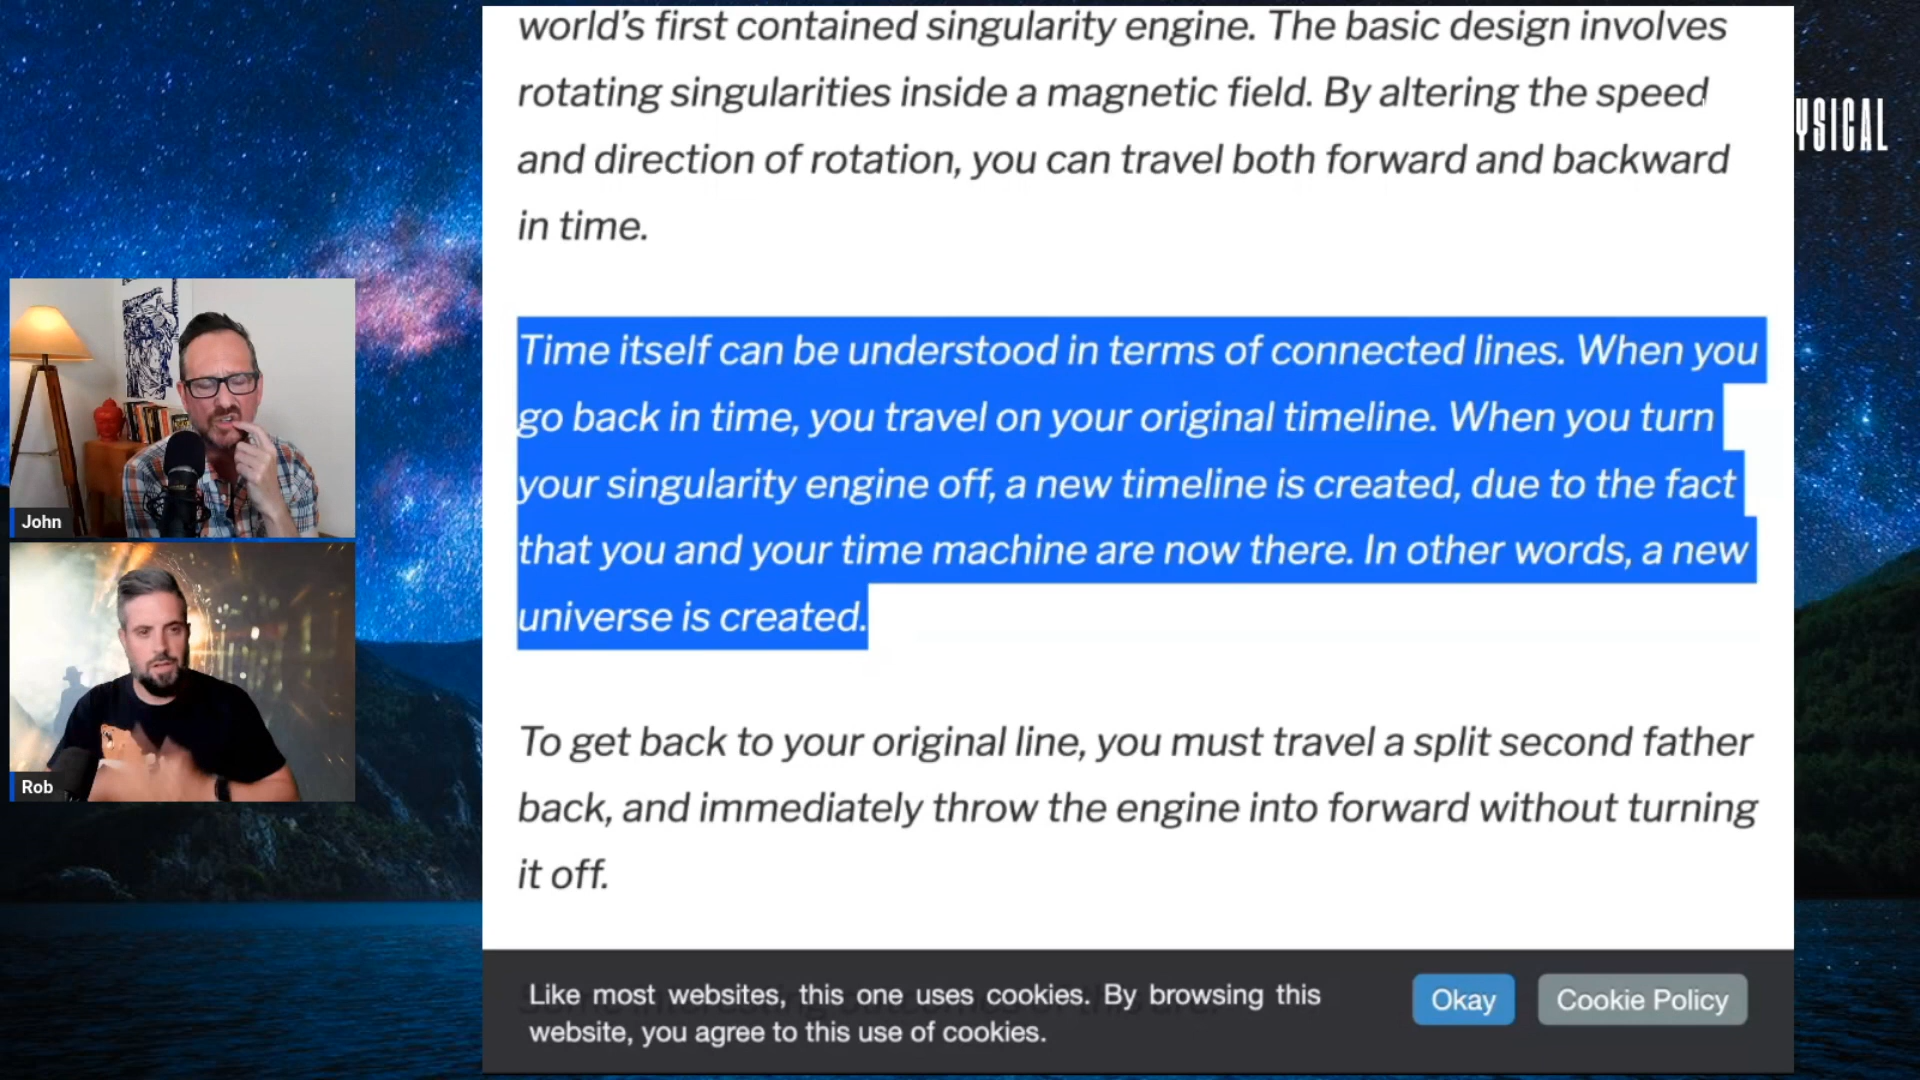 world's first contained singularity engine. The basic design involves
rotating singularities inside a magnetic field. By altering the speed
and direction of rotation, you can travel both forward and backward
in time.
YSICAL
Time itself can be understood in terms of connected lines. When you
go back in time, you travel on your original timeline. When you turn
your singularity engine off, a new timeline is created, due to the fact
that you and your time machine are now there. In other words, a new
universe is created.
John
Rob
To get back to your original line, you must travel a split second father
back, and immediately throw the engine into forward without turning
it off.
Like most websites, this one uses cookies. By browsing this
website, you agree to this use of cookies.
Okay
Cookie Policy